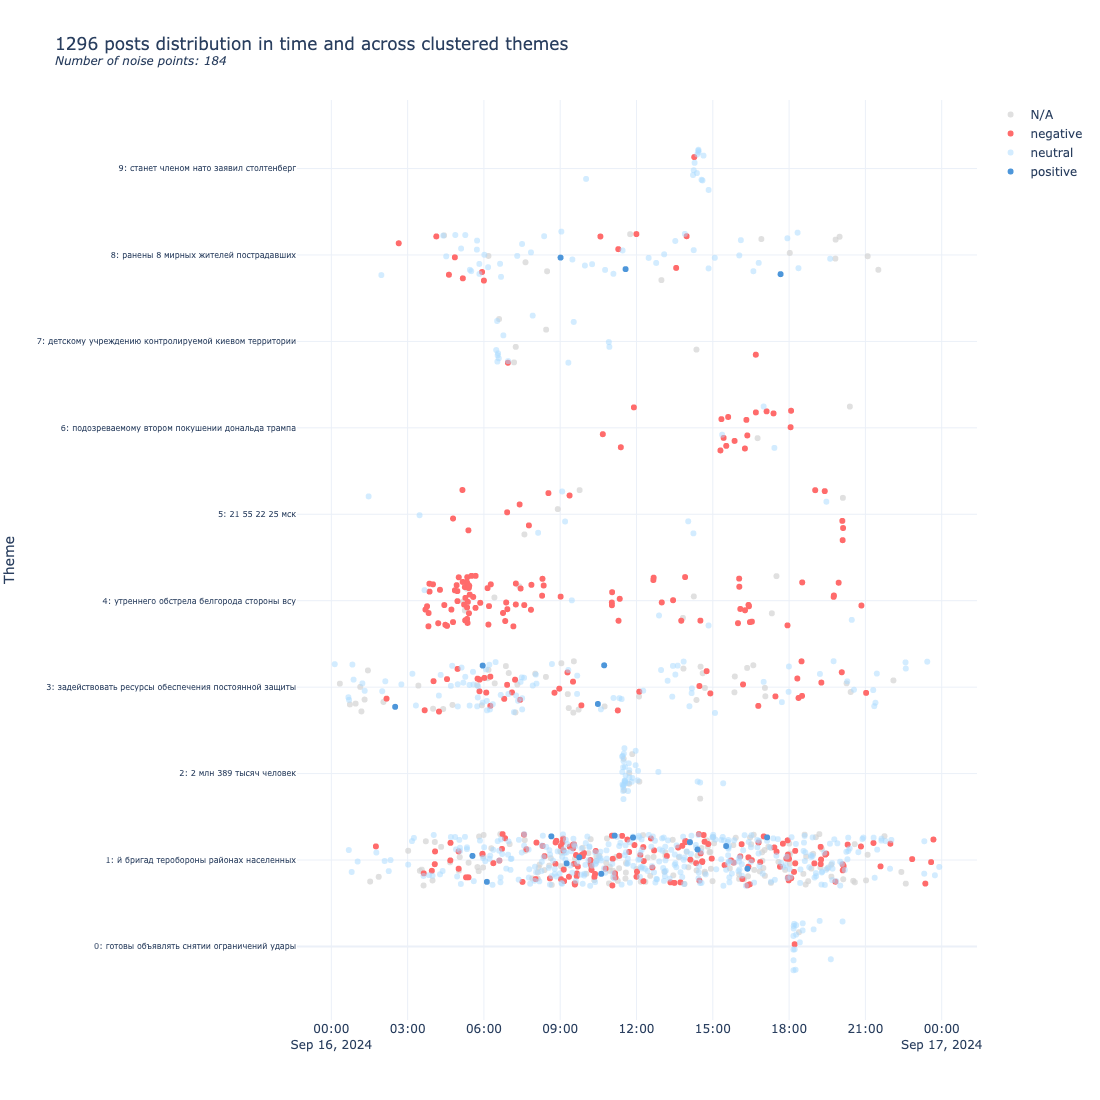 1296 posts distribution in time and across clustered themes
Number of noise points: 184
N/A
negative
neutral
positive
Theme
9: станет членом нато заявил столтенберг
8: ранены 8 мирных жителей пострадавших
7: детскому учреждению контролируемой киевом территории
6: подозреваемому втором покушении дональда трампа
5: 21 55 22 25 мск
4: утреннего обстрела белгорода стороны всу
3: задействовать ресурсы обеспечения постоянной защиты
2: 2 млн 389 тысяч человек
1: й бригад теробороны районах населенных
0: готовы объявлять снятии ограничений удары
00:00 03:00 06:00 09:00 12:00 15:00 18:00 21:00 00:00
Sep 16, 2024 Sep 17, 2024